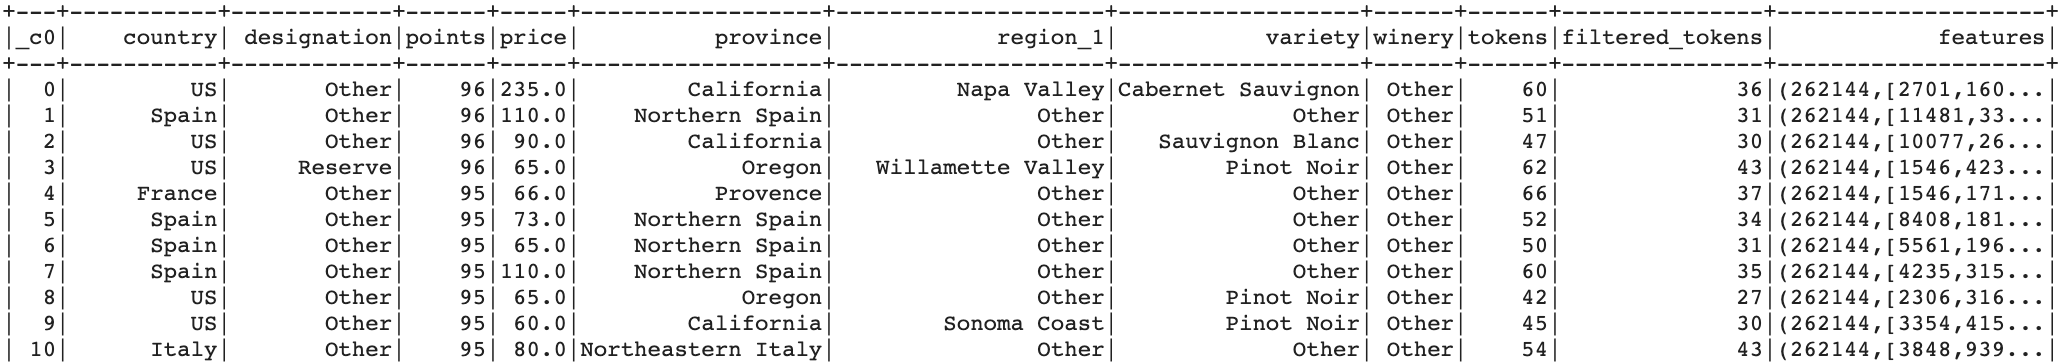 +---+-----------+-------------+------+-----+-------------------+----------------------+-------------------+------+------+---------------+--------------------+
|_c0|    country|  designation|points|price|           province|              region_1|            variety|winery|tokens|filtered_tokens|            features|
+---+-----------+-------------+------+-----+-------------------+----------------------+-------------------+------+------+---------------+--------------------+
|  0|         US|        Other|    96|235.0|         California|           Napa Valley|Cabernet Sauvignon| Other|    60|             36|(262144,[2701,160...|
|  1|      Spain|        Other|    96|110.0|     Northern Spain|                 Other|             Other| Other|    51|             31|(262144,[11481,33...|
|  2|         US|        Other|    96| 90.0|         California|                 Other|   Sauvignon Blanc| Other|    47|             30|(262144,[10077,26...|
|  3|         US|      Reserve|    96| 65.0|             Oregon|     Willamette Valley|        Pinot Noir| Other|    62|             43|(262144,[1546,423...|
|  4|     France|        Other|    95| 66.0|           Provence|                 Other|             Other| Other|    66|             37|(262144,[1546,171...|
|  5|      Spain|        Other|    95| 73.0|     Northern Spain|                 Other|             Other| Other|    52|             34|(262144,[8408,181...|
|  6|      Spain|        Other|    95| 65.0|     Northern Spain|                 Other|             Other| Other|    50|             31|(262144,[5561,196...|
|  7|      Spain|        Other|    95|110.0|     Northern Spain|                 Other|             Other| Other|    60|             35|(262144,[4235,315...|
|  8|         US|        Other|    95| 65.0|             Oregon|                 Other|        Pinot Noir| Other|    42|             27|(262144,[2306,316...|
|  9|         US|        Other|    95| 60.0|         California|          Sonoma Coast|        Pinot Noir| Other|    45|             30|(262144,[3354,415...|
| 10|      Italy|        Other|    95| 80.0|Northeastern Italy|                 Other|             Other| Other|    54|             43|(262144,[3848,939...|